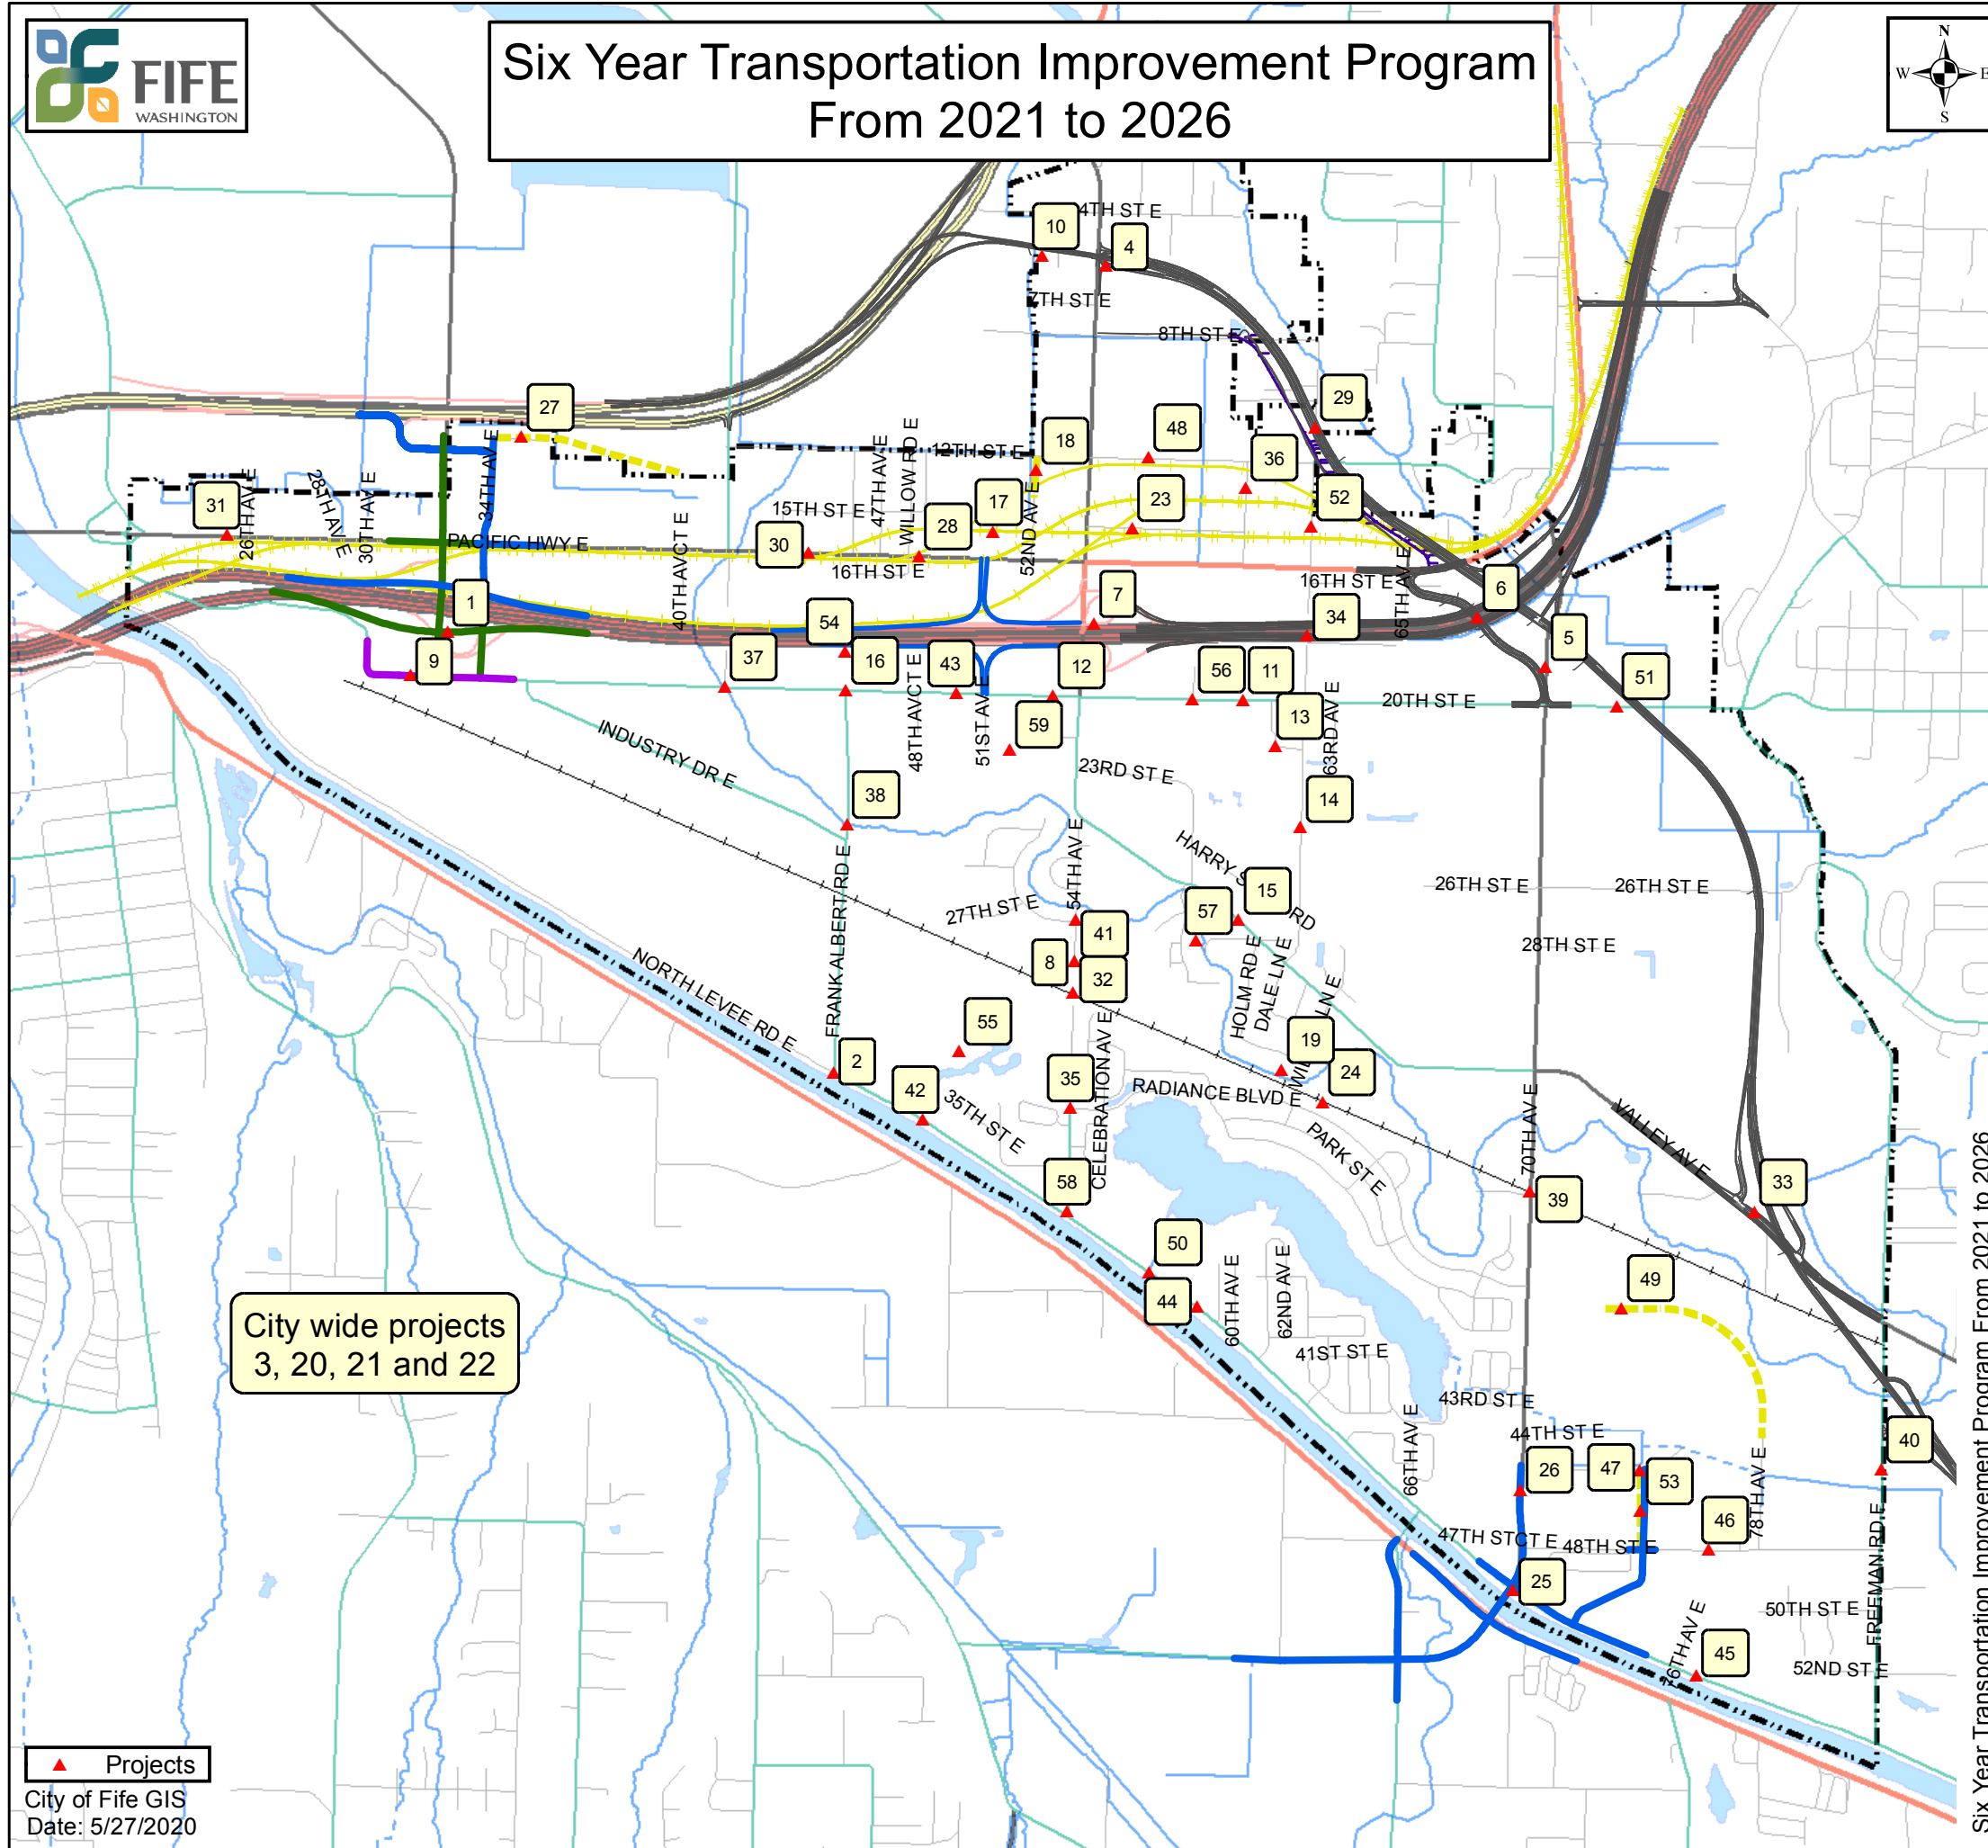 FIFE
WASHINGTON
Six Year Transportation Improvement Program
From 2021 to 2026
N
W E
S
10
4TH ST E
4
7TH ST E
8TH ST E
27
29
18
48
36
12TH ST E
34TH AV E
47TH AV E
WILLOW RD E
31
26TH AV E
28TH AV E
30TH AV E
17
23
52
28
15TH ST E
52ND AV E
PACIFIC HWY E
30
40TH AVCT E
16TH ST E
16TH ST E
65TH AV E
6
1
7
54
34
5
9
37
16
43
12
56
11
51
48TH AVCT E
51ST AV E
20TH ST E
59
13
63RD AV E
INDUSTRY DR E
23RD ST E
38
14
54TH AV E
HARRY S
RD
15
26TH ST E
26TH ST E
FRANK ALBERT RD E
27TH ST E
57
41
28TH ST E
8
32
NORTH LEVEE RD E
HOLM RD E
DALE LN E
LN E
55
19
2
35
24
42
35TH ST E
CELEBRATION AV E
RADIANCE BLVD E
PARK ST E
70TH AV E
VALLEY AV E
58
33
39
50
49
44
60TH AV E
62ND AV E
City wide projects
3, 20, 21 and 22
41ST ST E
43RD ST E
66TH AV E
44TH ST E
40
26
47
53
46
78TH AV E
47TH STCT E
48TH ST E
FREEMAN RD E
25
50TH ST E
76TH AV E
45
52ND ST E
Projects
City of Fife GIS
Date: 5/27/2020
Six Year Transportation Improvement Program From 2021 to 2026